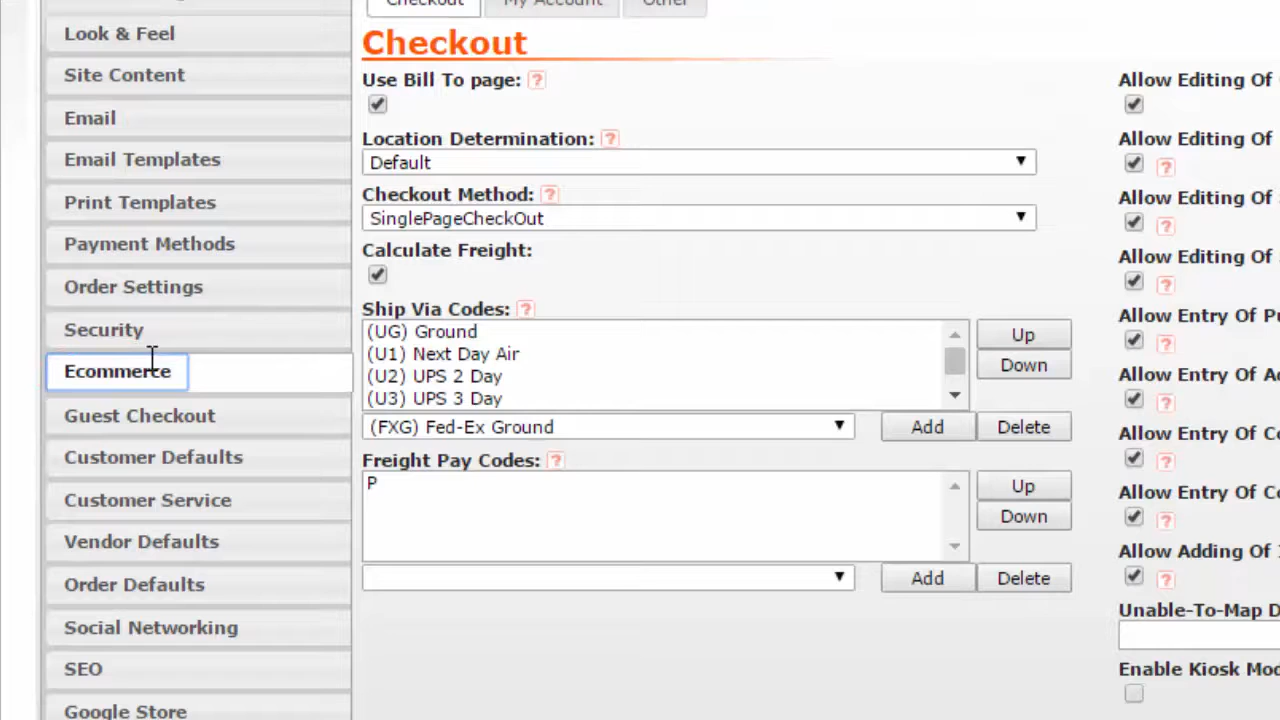 Checkout
My Account
Other
Look & Feel
Site Content
Email
Email Templates
Print Templates
Payment Methods
Order Settings
Security
Ecommerce
Guest Checkout
Customer Defaults
Customer Service
Vendor Defaults
Order Defaults
Social Networking
SEO
Google Store
Checkout
Use Bill To page: ?
Location Determination: ?
Default
Checkout Method: ?
SinglePageCheckOut
Calculate Freight:
Ship Via Codes: ?
(UG) Ground
(U1) Next Day Air
(U2) UPS 2 Day
(U3) UPS 3 Day
Up
Down
(FXG) Fed-Ex Ground
Add
Delete
Freight Pay Codes: ?
P
Up
Down
Add
Delete
Allow Editing Of
Allow Editing Of
?
Allow Editing Of
?
Allow Editing Of
?
Allow Entry Of
?
Allow Entry Of
?
Allow Entry Of
?
Allow Entry Of
?
Allow Adding Of
?
Unable-To-Map
Enable Kiosk